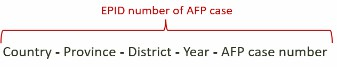 EPID number of AFP case
Country - Province - District - Year - AFP case number